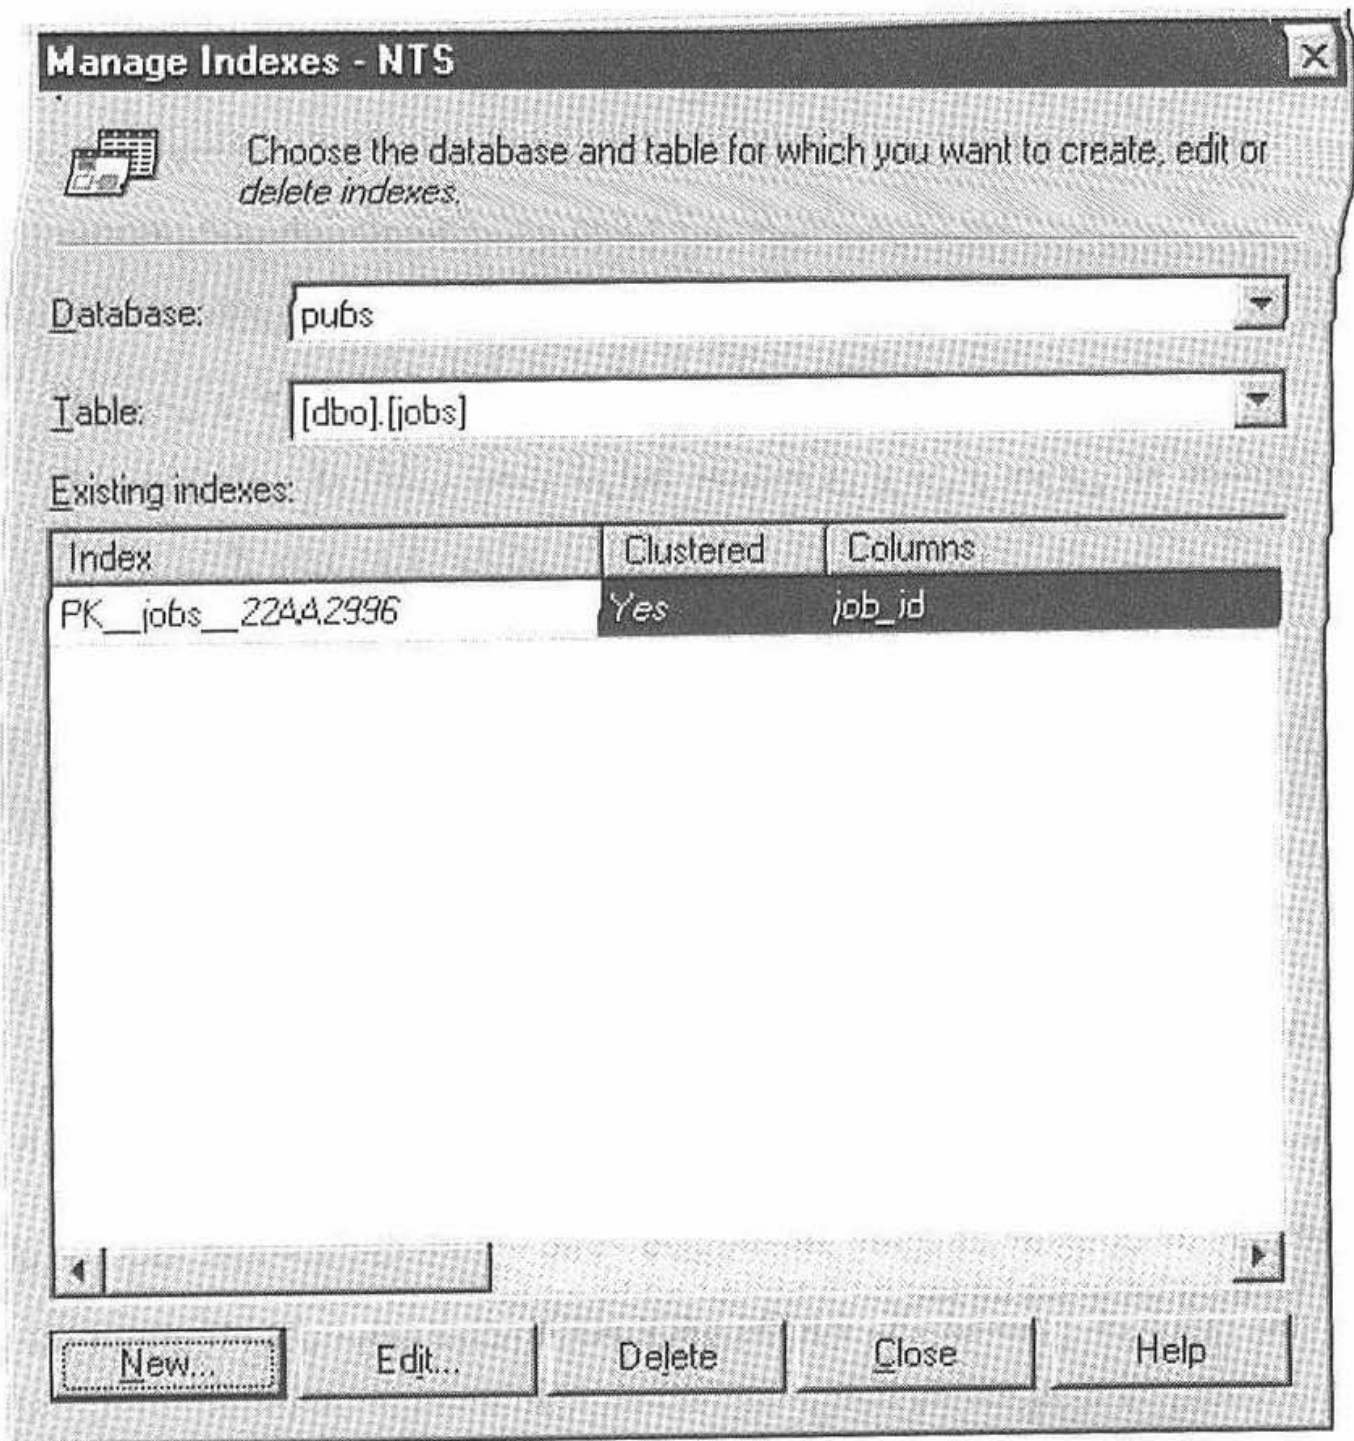 Manage Indexes - NTS
Choose the database and table for which you want to create, edit or
delete indexes.
Database: pubs
Table: [dbo].[jobs]
Existing indexes:
Index Clustered Columns
PK__jobs__22AA2996 Yes job_id
New... Edit... Delete Close Help